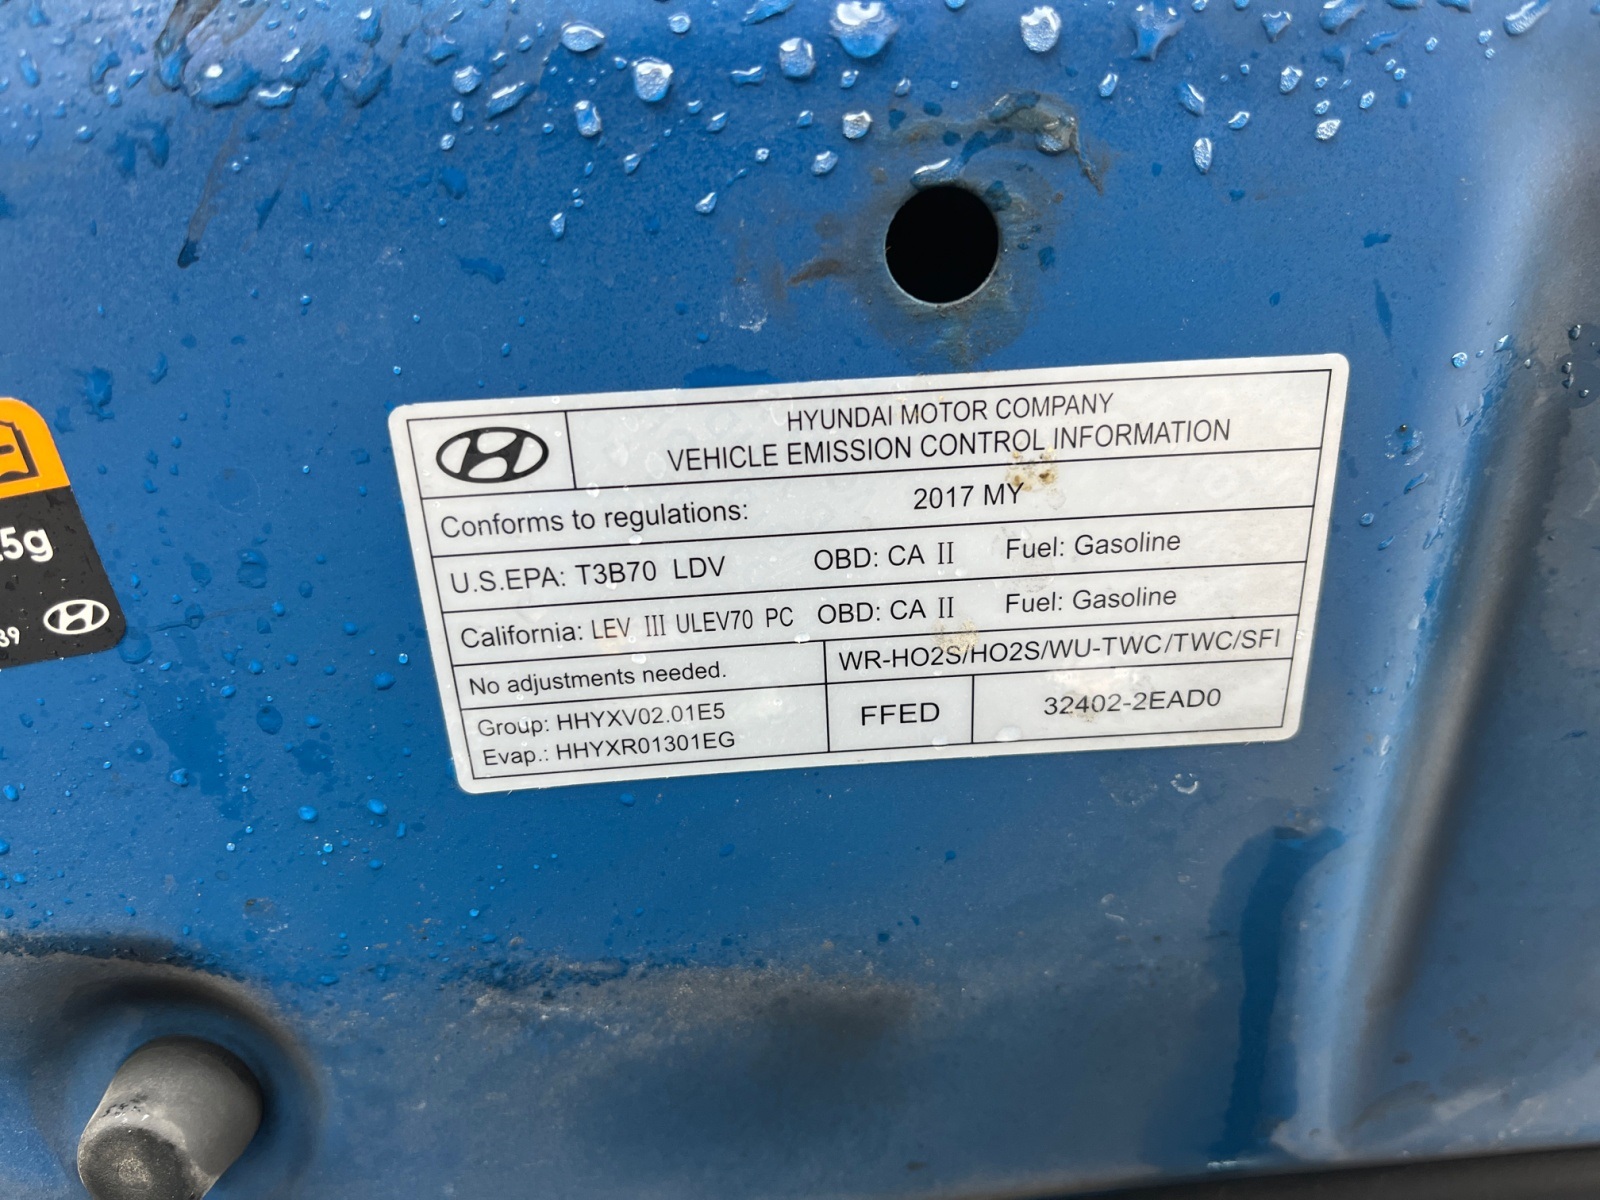 HYUNDAI MOTOR COMPANY
VEHICLE EMISSION CONTROL INFORMATION
Conforms to regulations: 2017 MY
U.S.EPA: T3B70 LDV OBD: CA II Fuel: Gasoline
California: LEV III ULEV70 PC OBD: CA II Fuel: Gasoline
No adjustments needed. WR-HO2S/HO2S/WU-TWC/TWC/SFI
Group: HHYXV02.01E5
Evap.: HHYXR01301EG
FFED 32402-2EAD0
5g
39